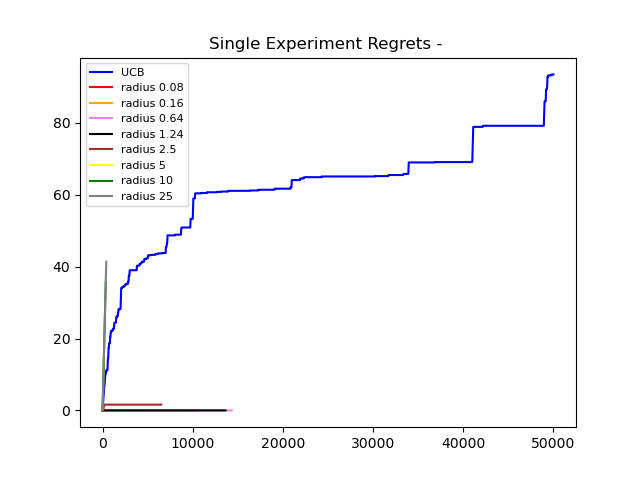 Single Experiment Regrets -
UCB
radius 0.08
radius 0.16
radius 0.64
radius 1.24
radius 2.5
radius 5
radius 10
radius 25
80
60
40
20
0
0 10000 20000 30000 40000 50000